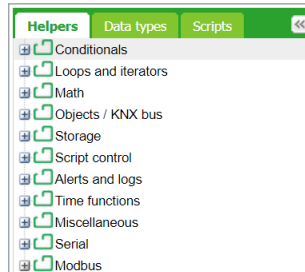 Helpers Data types Scripts
Conditionals
Loops and iterators
Math
Objects / KNX bus
Storage
Script control
Alerts and logs
Time functions
Miscellaneous
Serial
Modbus